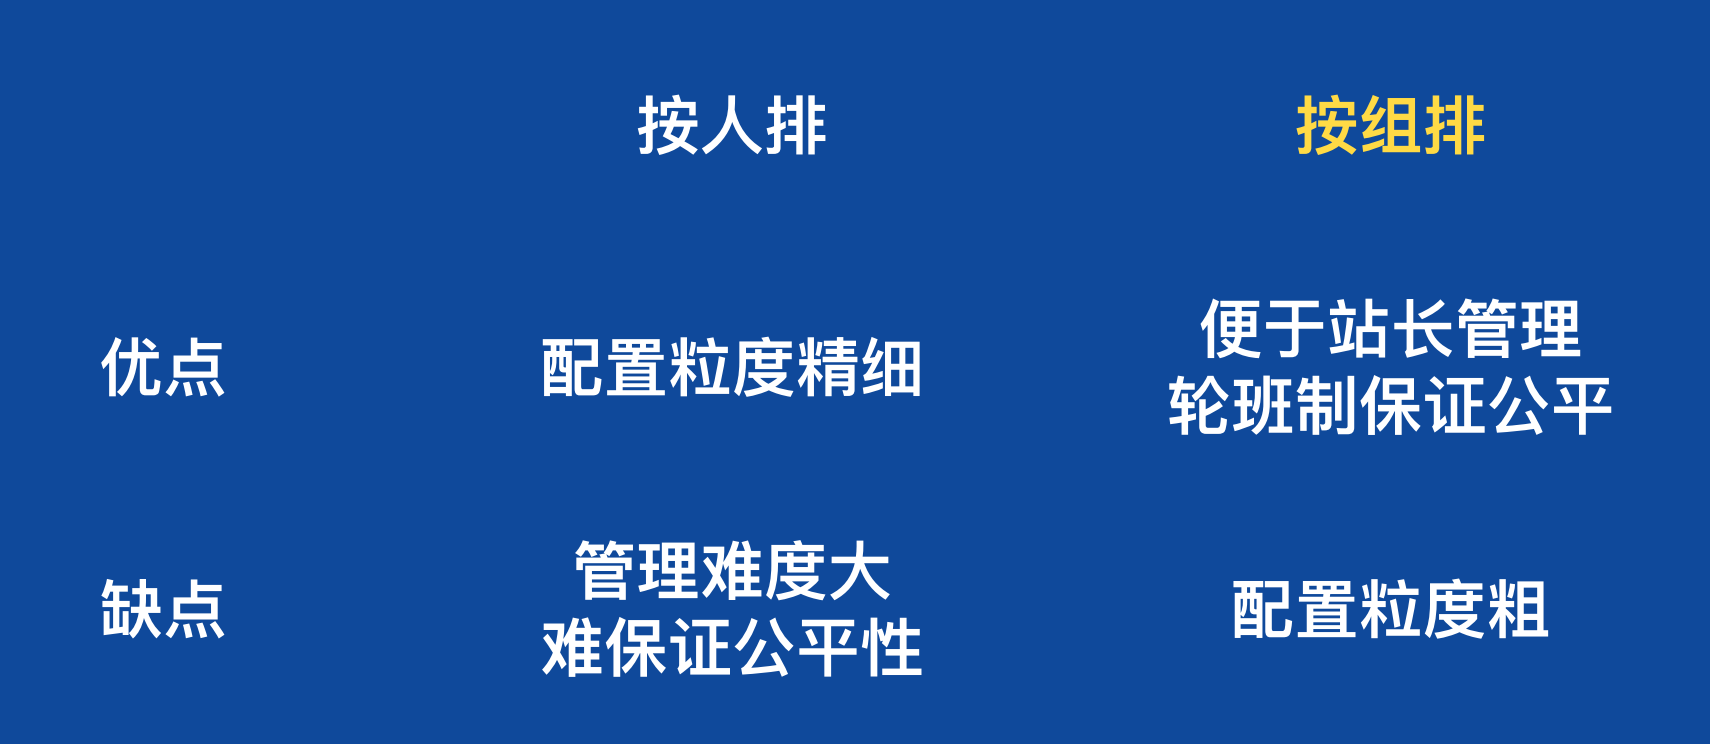 按人排
按组排
优点
配置粒度精细
便于站长管理
轮班制保证公平
缺点
管理难度大
难保证公平性
配置粒度粗